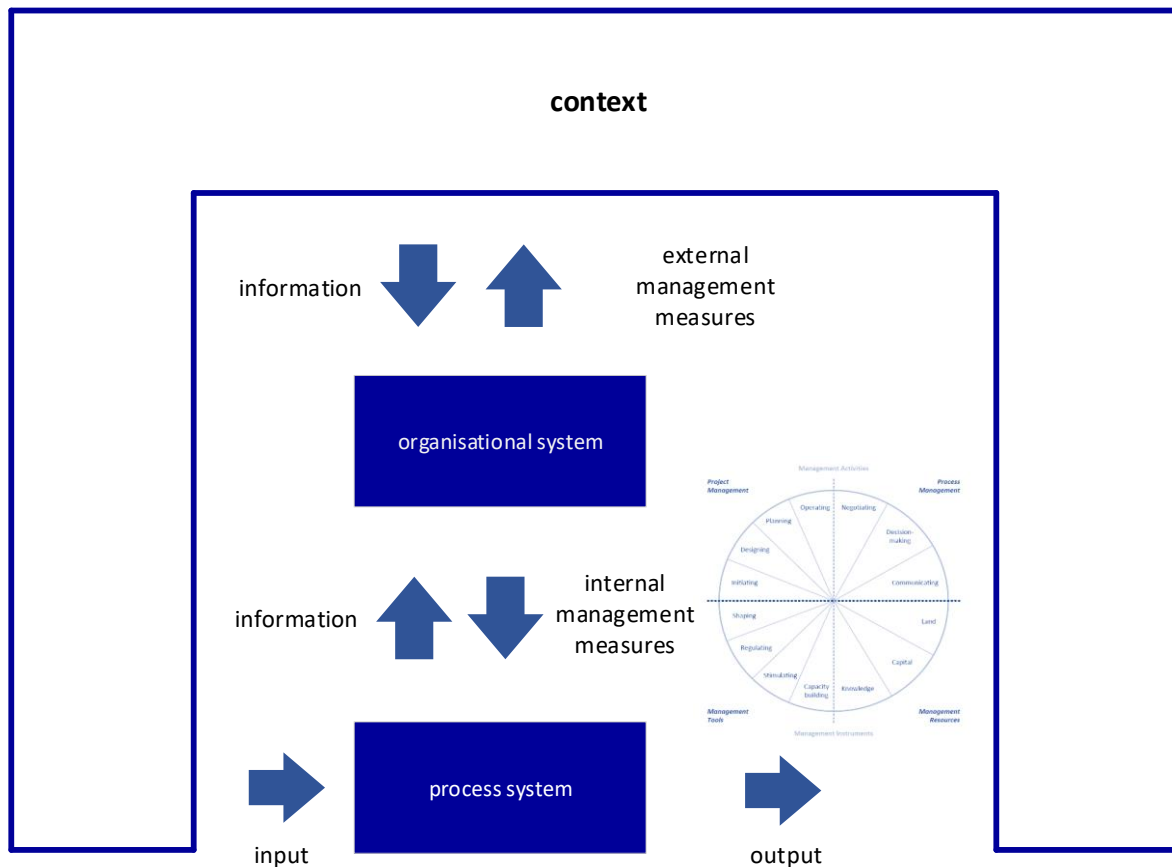 context
information
external
management
measures
organisational system
information
internal
management
measures
process system
input
output
Management Activities
Project
Management
Process
Management
Operating
Negotiating
Planning
Decision-
making
Designing
Initiating
Communicating
Shaping
Land
Regulating
Capital
Stimulating
Capacity
building
Knowledge
Management
Tools
Management
Resources
Management Instruments